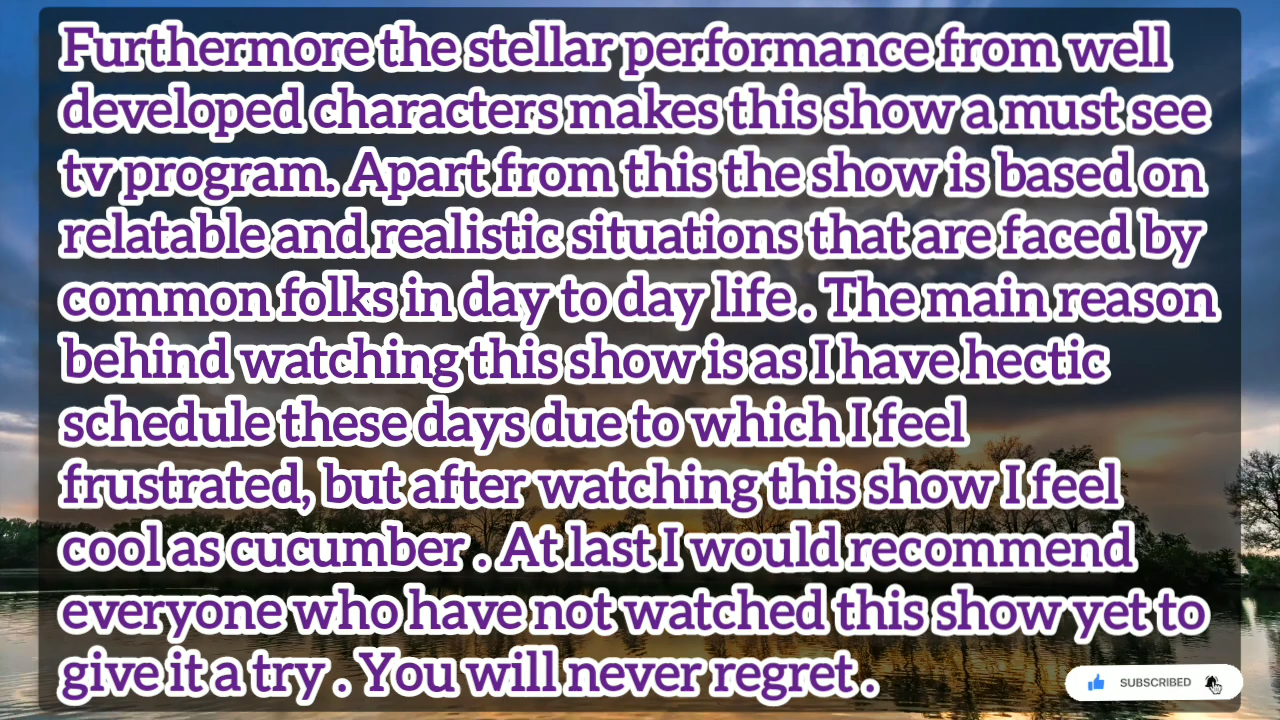 Furthermore the stellar performance from well
developed characters makes this show a must see
tv program. Apart from this the show is based on
relatable and realistic situations that are faced by
common folks in day to day life . The main reason
behind watching this show is as I have hectic
schedule these days due to which I feel
frustrated, but after watching this show I feel
cool as cucumber . At last I would recommend
everyone who have not watched this show yet to
give it a try . You will never regret .
SUBSCRIBED